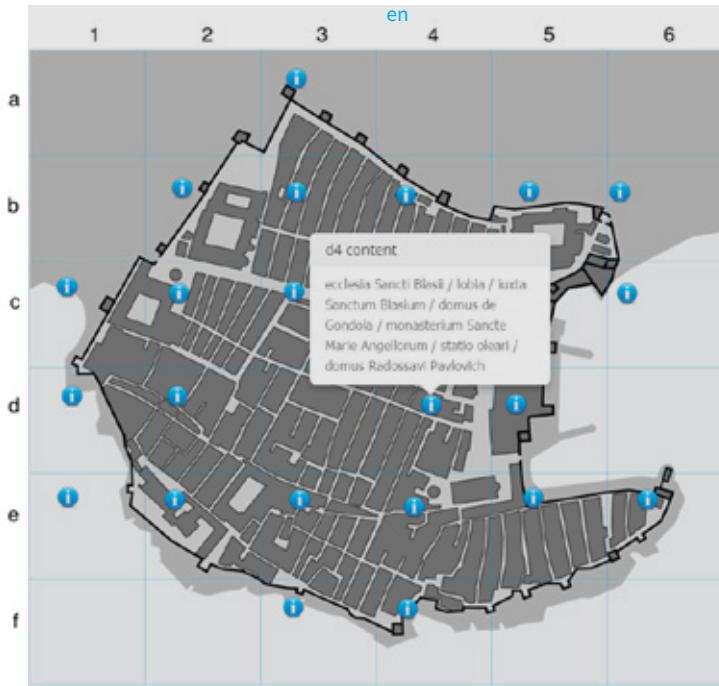 en
1 2 3 4 5 6
a
b
d4 content
ecclesia Sancti Blasii / lobia / iuxta
Sanctum Blasium / domus de
Gondola / monasterium Sancte
Marie Angellorum / statio oleari /
domus Radossavi Pavlovich
c
d
e
f